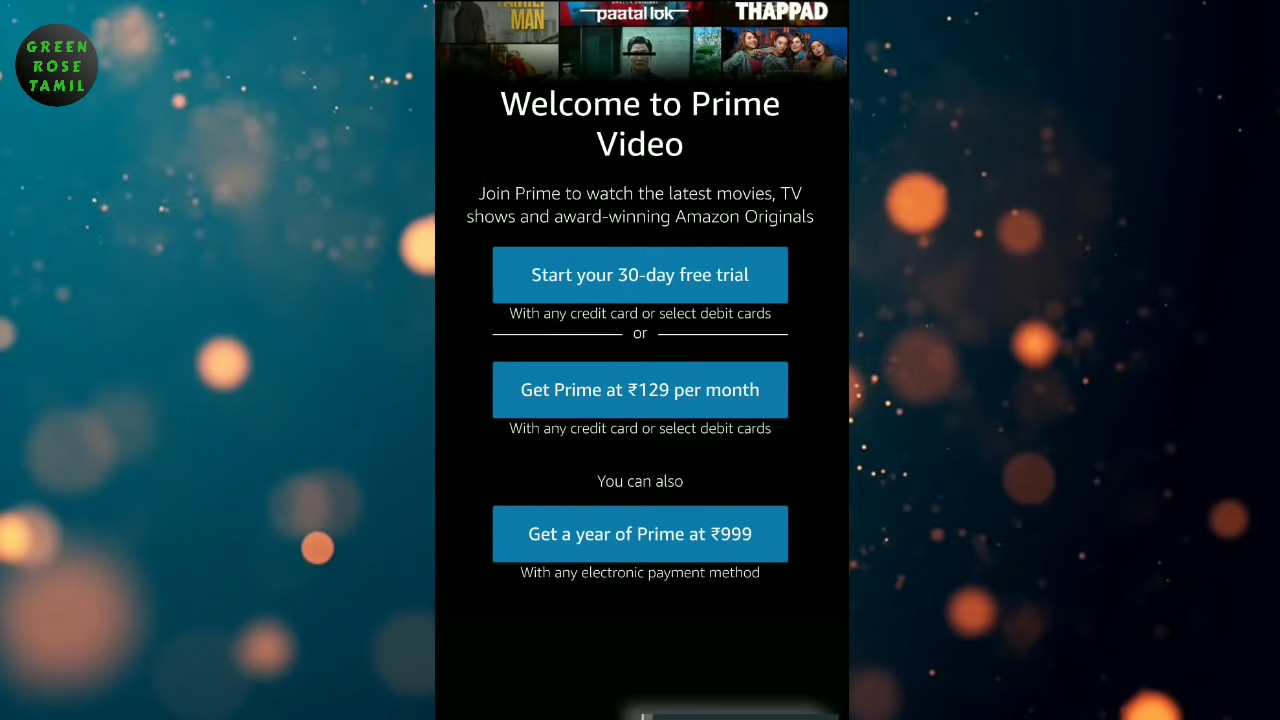 GREEN
ROSE
TAMIL
MAN
paatal lok
THAPPAD
Welcome to Prime
Video
Join Prime to watch the latest movies, TV
shows and award-winning Amazon Originals
Start your 30-day free trial
With any credit card or select debit cards
or
Get Prime at ₹129 per month
With any credit card or select debit cards
You can also
Get a year of Prime at ₹999
With any electronic payment method